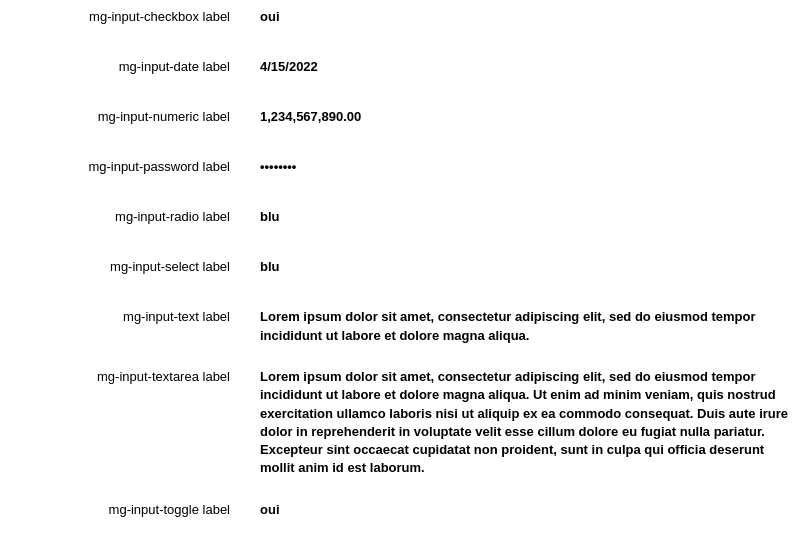 mg-input-checkbox label oui
mg-input-date label 4/15/2022
mg-input-numeric label 1,234,567,890.00
mg-input-password label ••••••••
mg-input-radio label blu
mg-input-select label blu
mg-input-text label Lorem ipsum dolor sit amet, consectetur adipiscing elit, sed do eiusmod tempor
incididunt ut labore et dolore magna aliqua.
mg-input-textarea label Lorem ipsum dolor sit amet, consectetur adipiscing elit, sed do eiusmod tempor
incididunt ut labore et dolore magna aliqua. Ut enim ad minim veniam, quis nostrud
exercitation ullamco laboris nisi ut aliquip ex ea commodo consequat. Duis aute irure
dolor in reprehenderit in voluptate velit esse cillum dolore eu fugiat nulla pariatur.
Excepteur sint occaecat cupidatat non proident, sunt in culpa qui officia deserunt
mollit anim id est laborum.
mg-input-toggle label oui